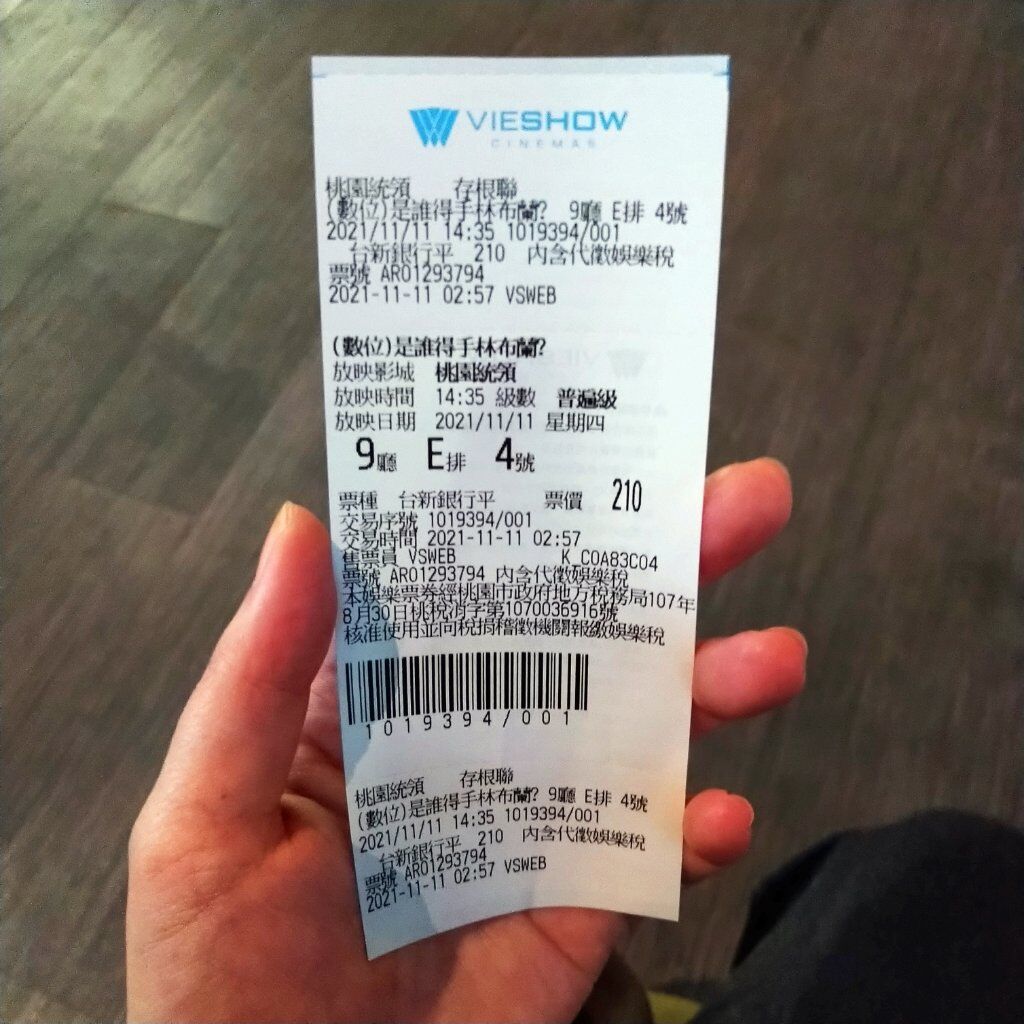 VIESHOW
CINEMAS
桃園統領 存根聯
(數位)是誰得手林布蘭? 9廳 E排 4號
2021/11/11 14:35 1019394/001
台新銀行平 210 內含代徵娛樂稅
票號 AR01293794
2021-11-11 02:57 VSWEB
(數位)是誰得手林布蘭?
放映影城 桃園統領
放映時間 14:35 級數 普遍級
放映日期 2021/11/11 星期四
9廳 E排 4號
票種 台新銀行平 票價 210
交易序號 1019394/001
交易時間 2021-11-11 02:57
售票員 VSWEB K_COA83C04
票號 AR01293794 內含代徵娛樂稅
本娛樂票券經桃園市政府地方稅務局107年
8月30日桃稅消字第1070036916號
核准使用並向稅捐稽徵機關報繳娛樂稅
1019394/001
桃園統領 存根聯
(數位)是誰得手林布蘭? 9廳 E排 4號
2021/11/11 14:35 1019394/001
台新銀行平 210 內含代徵娛樂稅
票號 AR01293794
2021-11-11 02:57 VSWEB